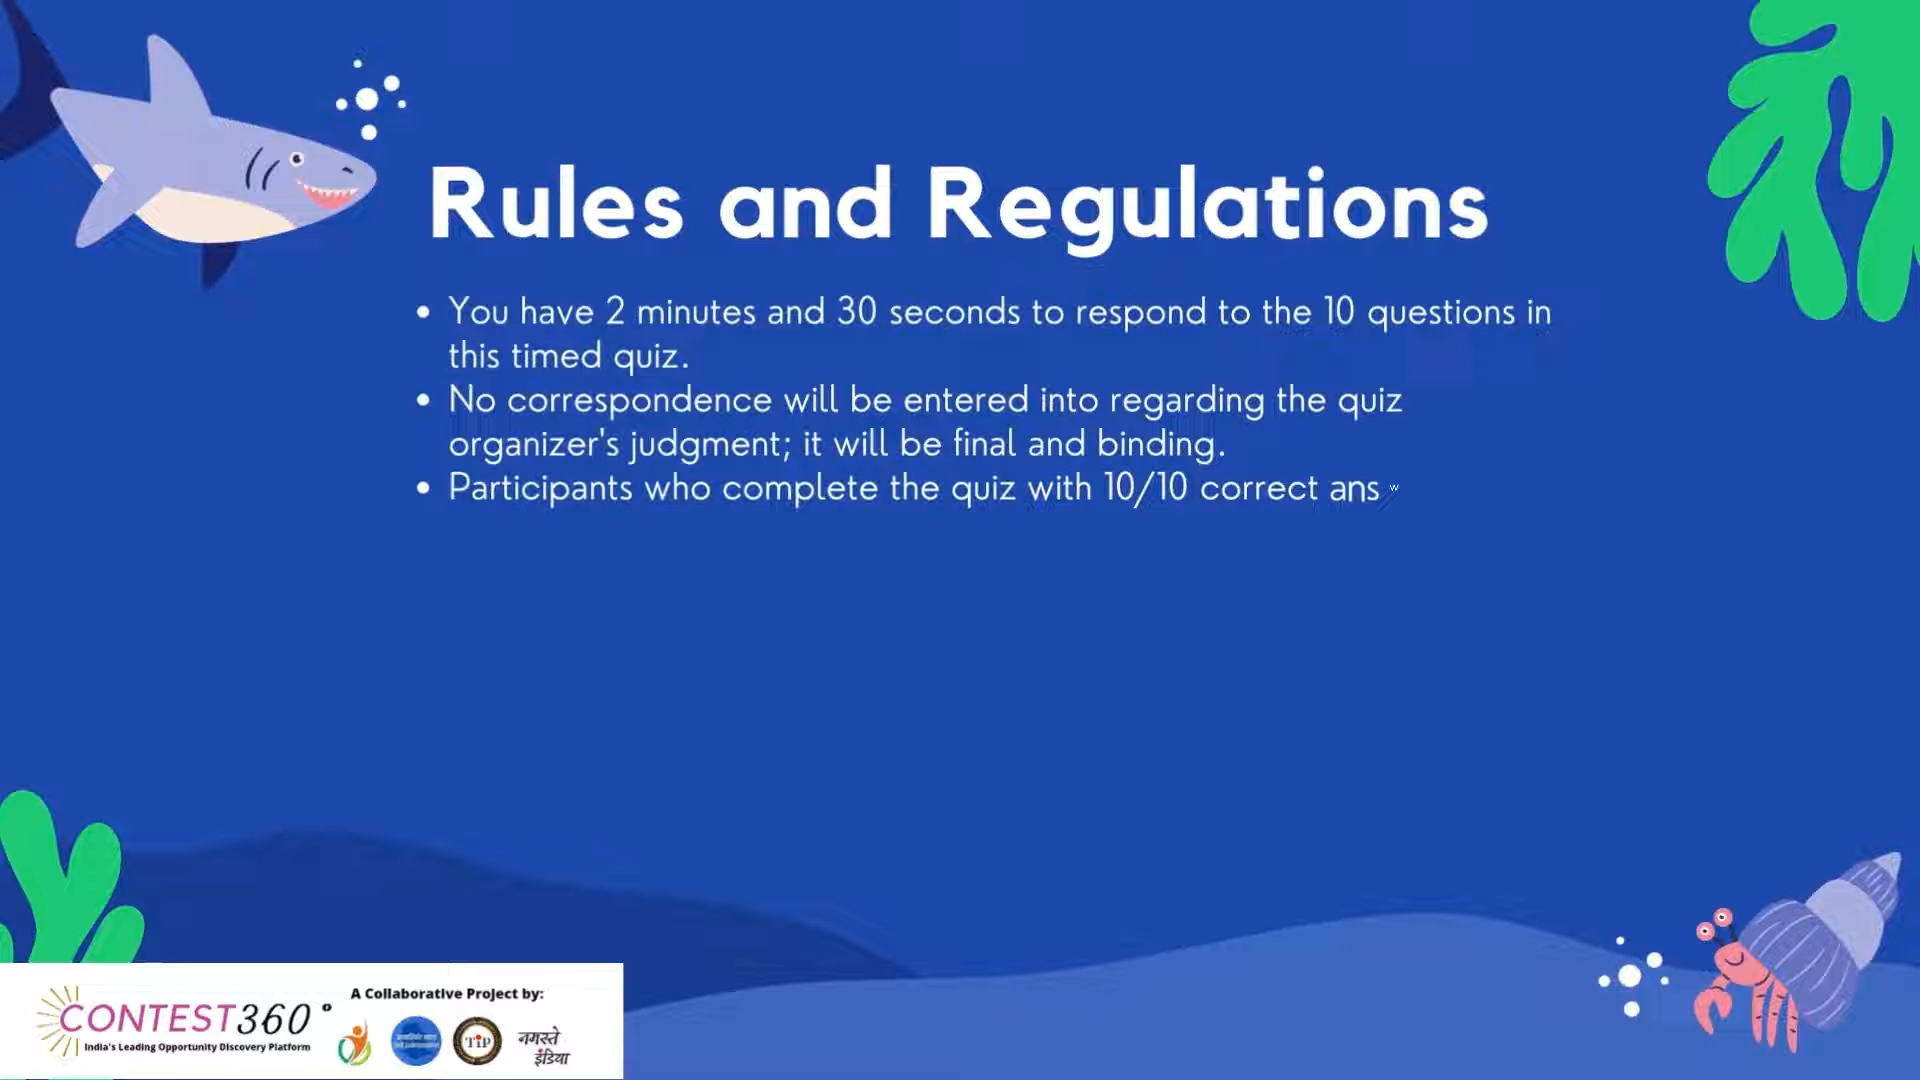 Rules and Regulations
• You have 2 minutes and 30 seconds to respond to the 10 questions in
this timed quiz.
• No correspondence will be entered into regarding the quiz
organizer's judgment; it will be final and binding.
• Participants who complete the quiz with 10/10 correct answ
CONTEST360°
India's Leading Opportunity Discovery Platform
A Collaborative Project by:
TIP
नमस्ते
इंडिया